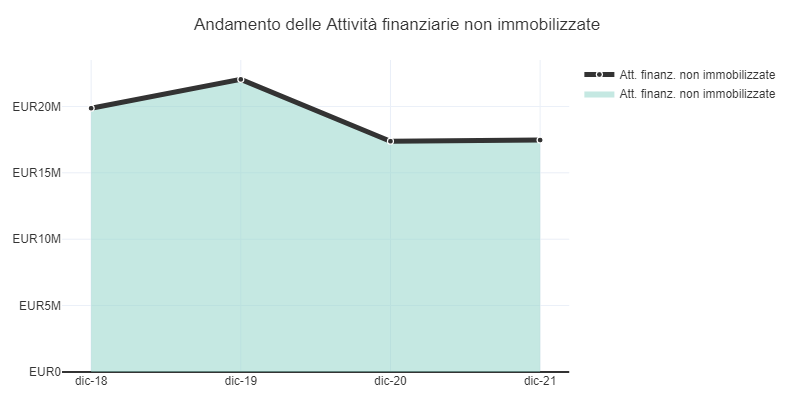 Andamento delle Attività finanziarie non immobilizzate
Att. finanz. non immobilizzate
Att. finanz. non immobilizzate
EUR20M
EUR15M
EUR10M
EUR5M
EUR0
dic-18 dic-19 dic-20 dic-21